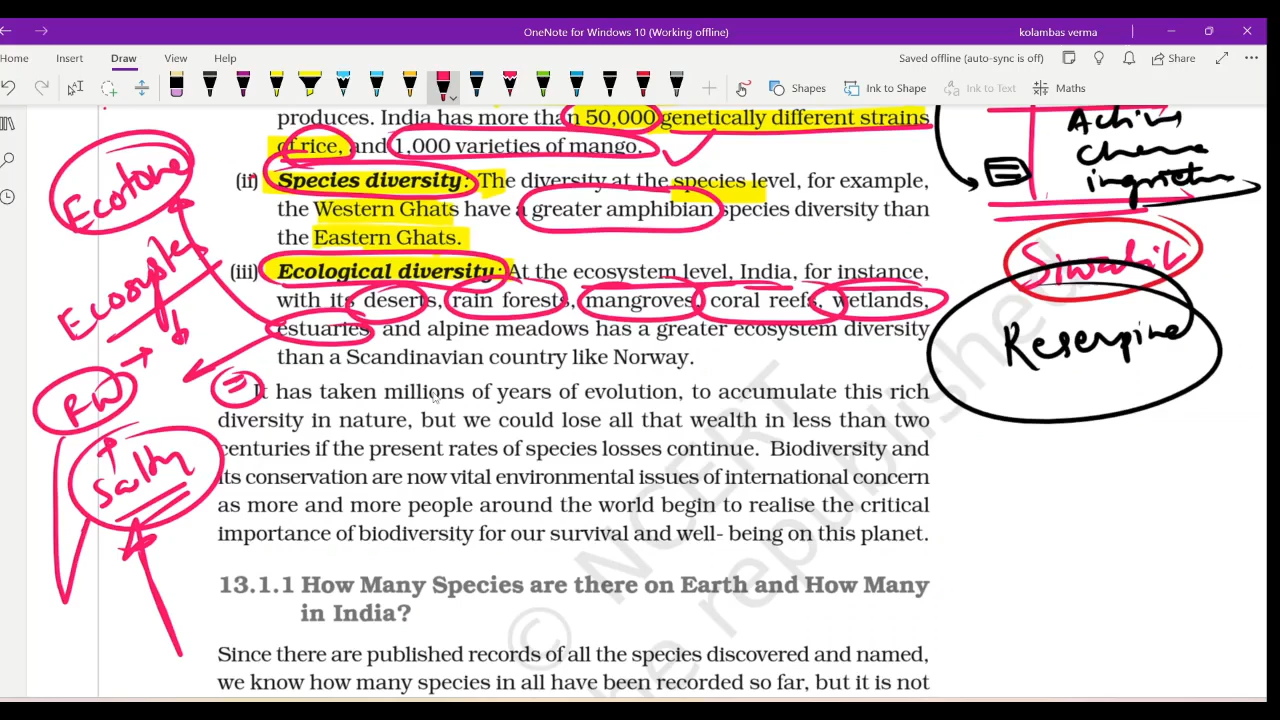 OneNote for Windows 10 (Working offline)
kolambas verma
Home Insert Draw View Help
Saved offline (auto-sync is off)
Share
Shapes
Ink to Shape
Ink to Text
Maths
produces. India has more than 50,000 genetically different strains
of rice, and 1,000 varieties of mango.
(ii) Species diversity: The diversity at the species level, for example,
the Western Ghats have a greater amphibian species diversity than
the Eastern Ghats.
(iii) Ecological diversity: At the ecosystem level, India, for instance,
with its deserts, rain forests, mangroves, coral reefs, wetlands,
estuaries, and alpine meadows has a greater ecosystem diversity
than a Scandinavian country like Norway.
It has taken millions of years of evolution, to accumulate this rich
diversity in nature, but we could lose all that wealth in less than two
centuries if the present rates of species losses continue. Biodiversity and
its conservation are now vital environmental issues of international concern
as more and more people around the world begin to realise the critical
importance of biodiversity for our survival and well- being on this planet.
13.1.1 How Many Species are there on Earth and How Many
in India?
Since there are published records of all the species discovered and named,
we know how many species in all have been recorded so far, but it is not
Ecotone
RW
+
Active
Reserpine
© NCERT